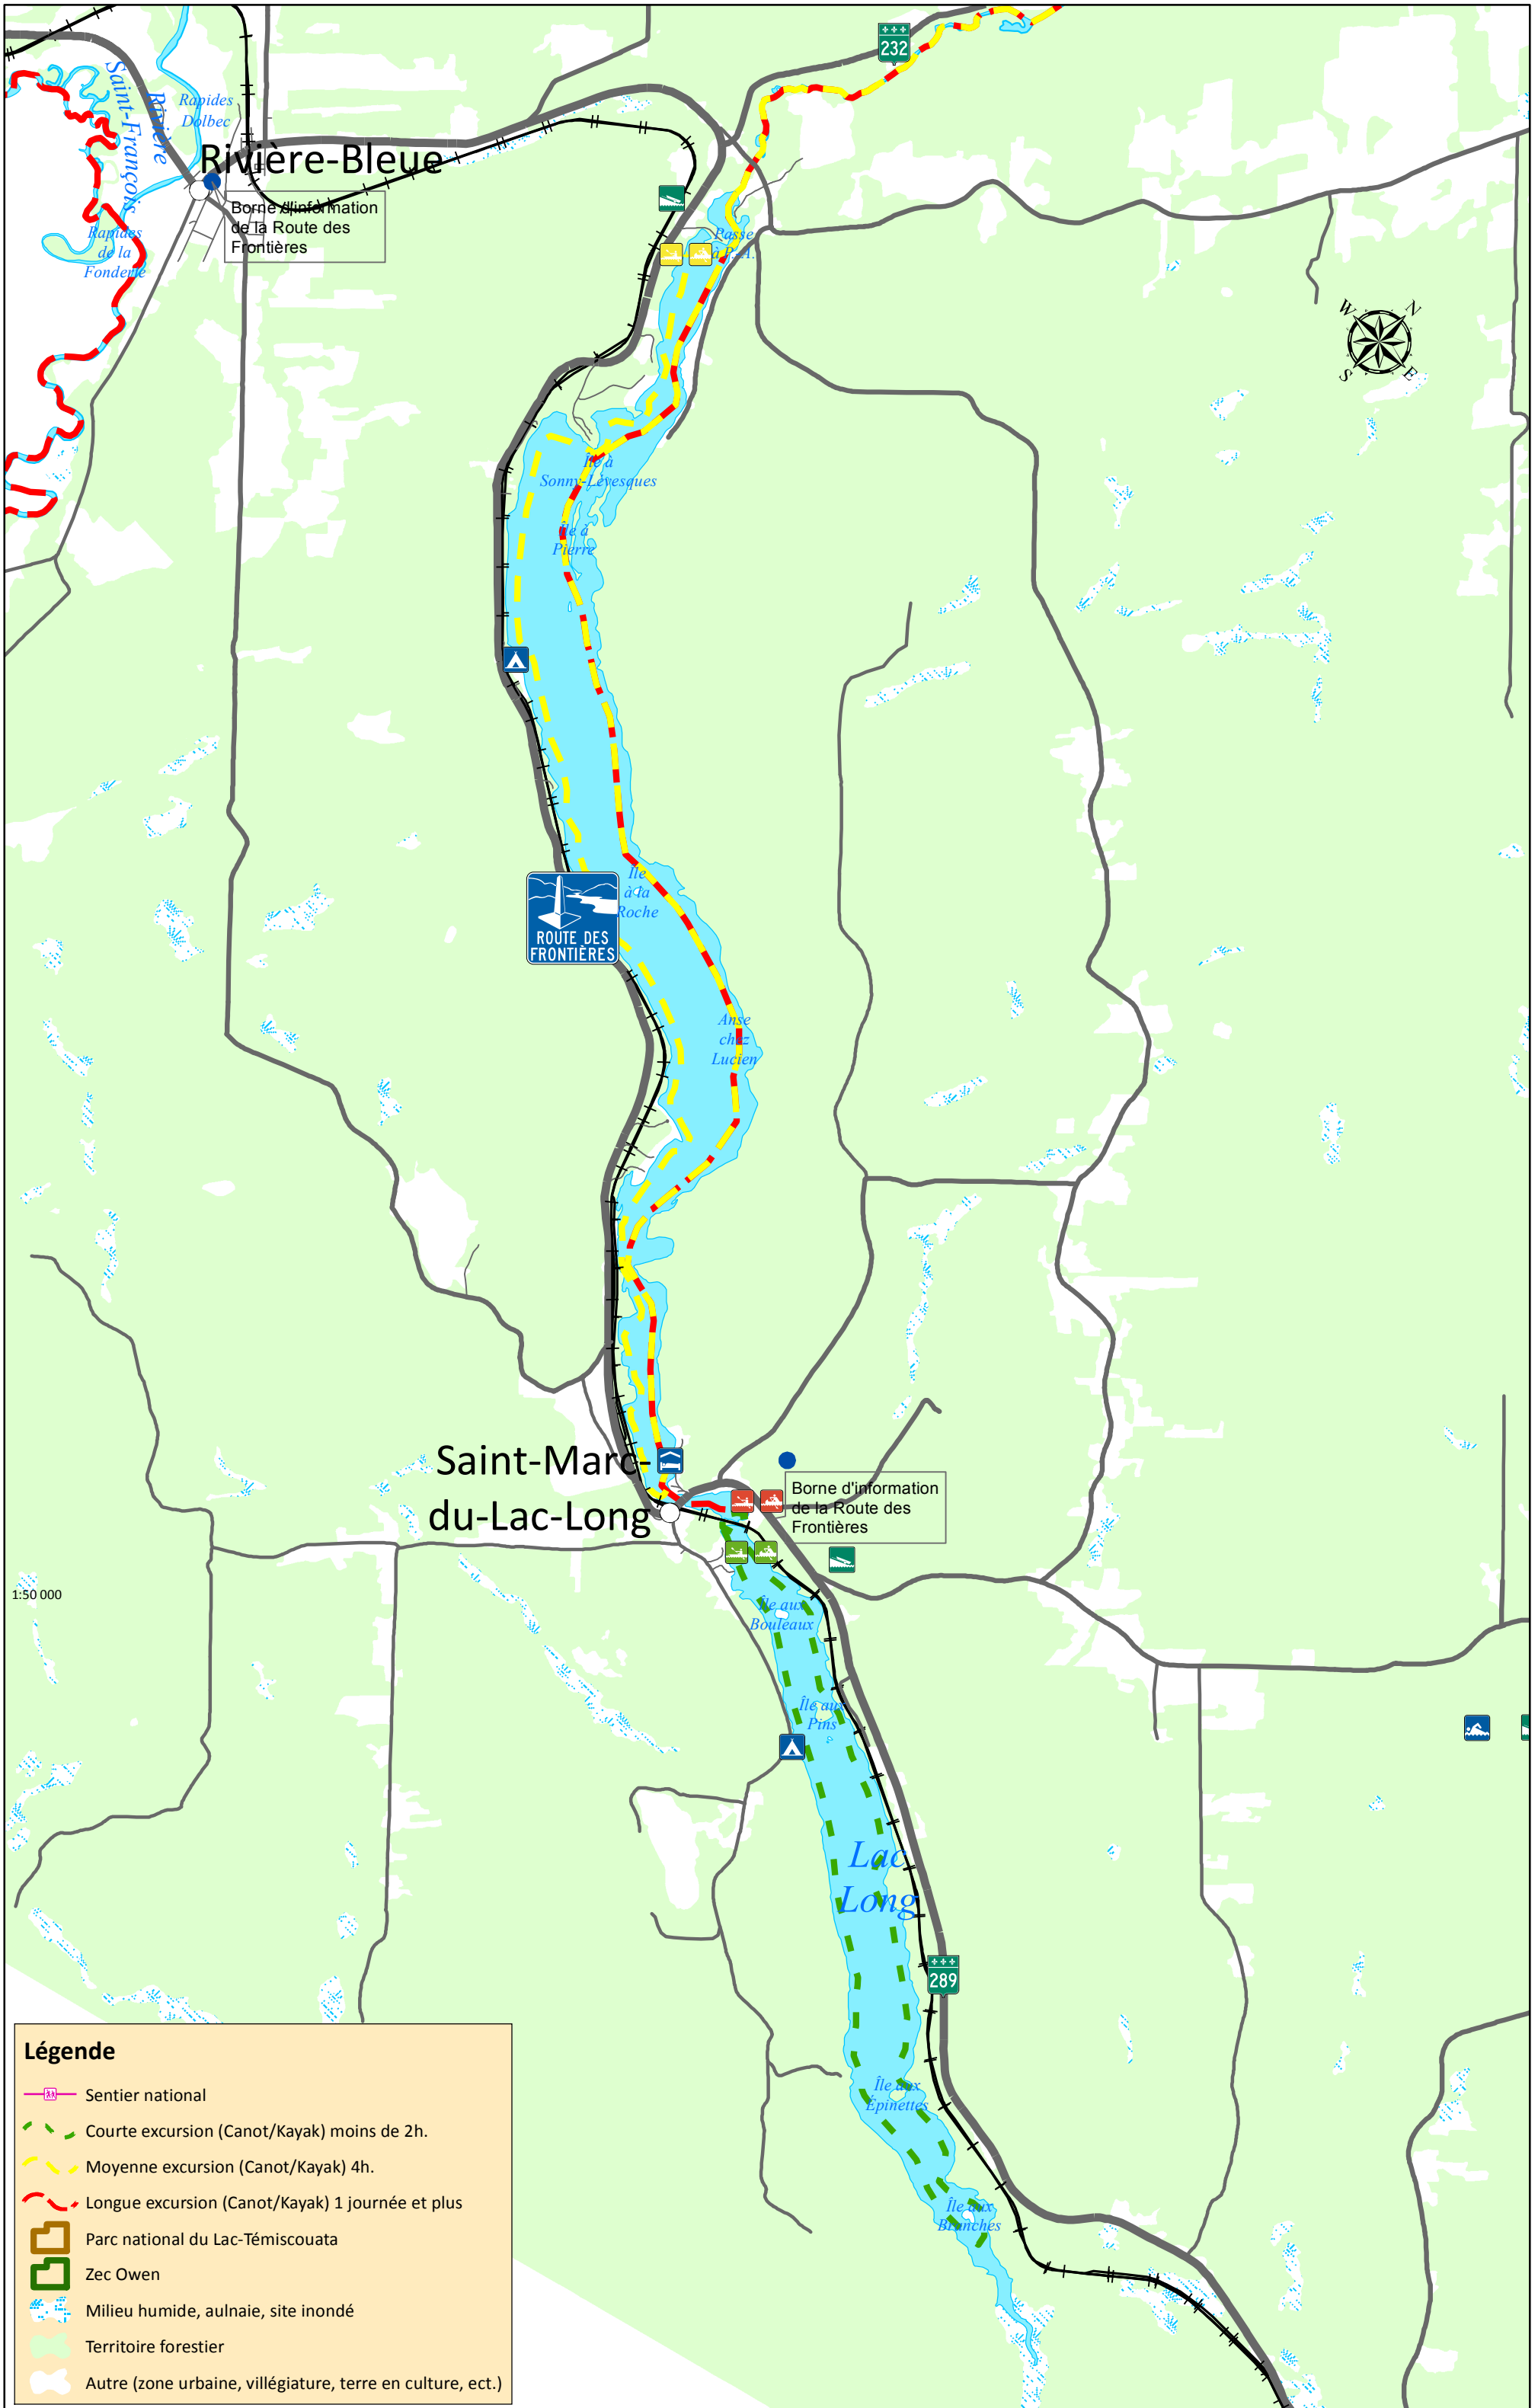 232
Rivière
Saint-François
Rapides
Dolbec
Rivière-Bleue
Borne d'information
de la Route des
Frontières
Rapides
de la
Fonderie
Passe
à P.-A.
W
N
S
E
Île à
Sonny-Lévesques
Île à
Pierre
Île
à la
Roche
ROUTE DES
FRONTIÈRES
Anse
chez
Lucien
Saint-Marc-
du-Lac-Long
Borne d'information
de la Route des
Frontières
1:50 000
Île aux
Bouleaux
Île aux
Pins
Lac
Long
289
Île aux
Épinettes
Île aux
Branches
Légende
Sentier national
Courte excursion (Canot/Kayak) moins de 2h.
Moyenne excursion (Canot/Kayak) 4h.
Longue excursion (Canot/Kayak) 1 journée et plus
Parc national du Lac-Témiscouata
Zec Owen
Milieu humide, aulnaie, site inondé
Territoire forestier
Autre (zone urbaine, villégiature, terre en culture, ect.)